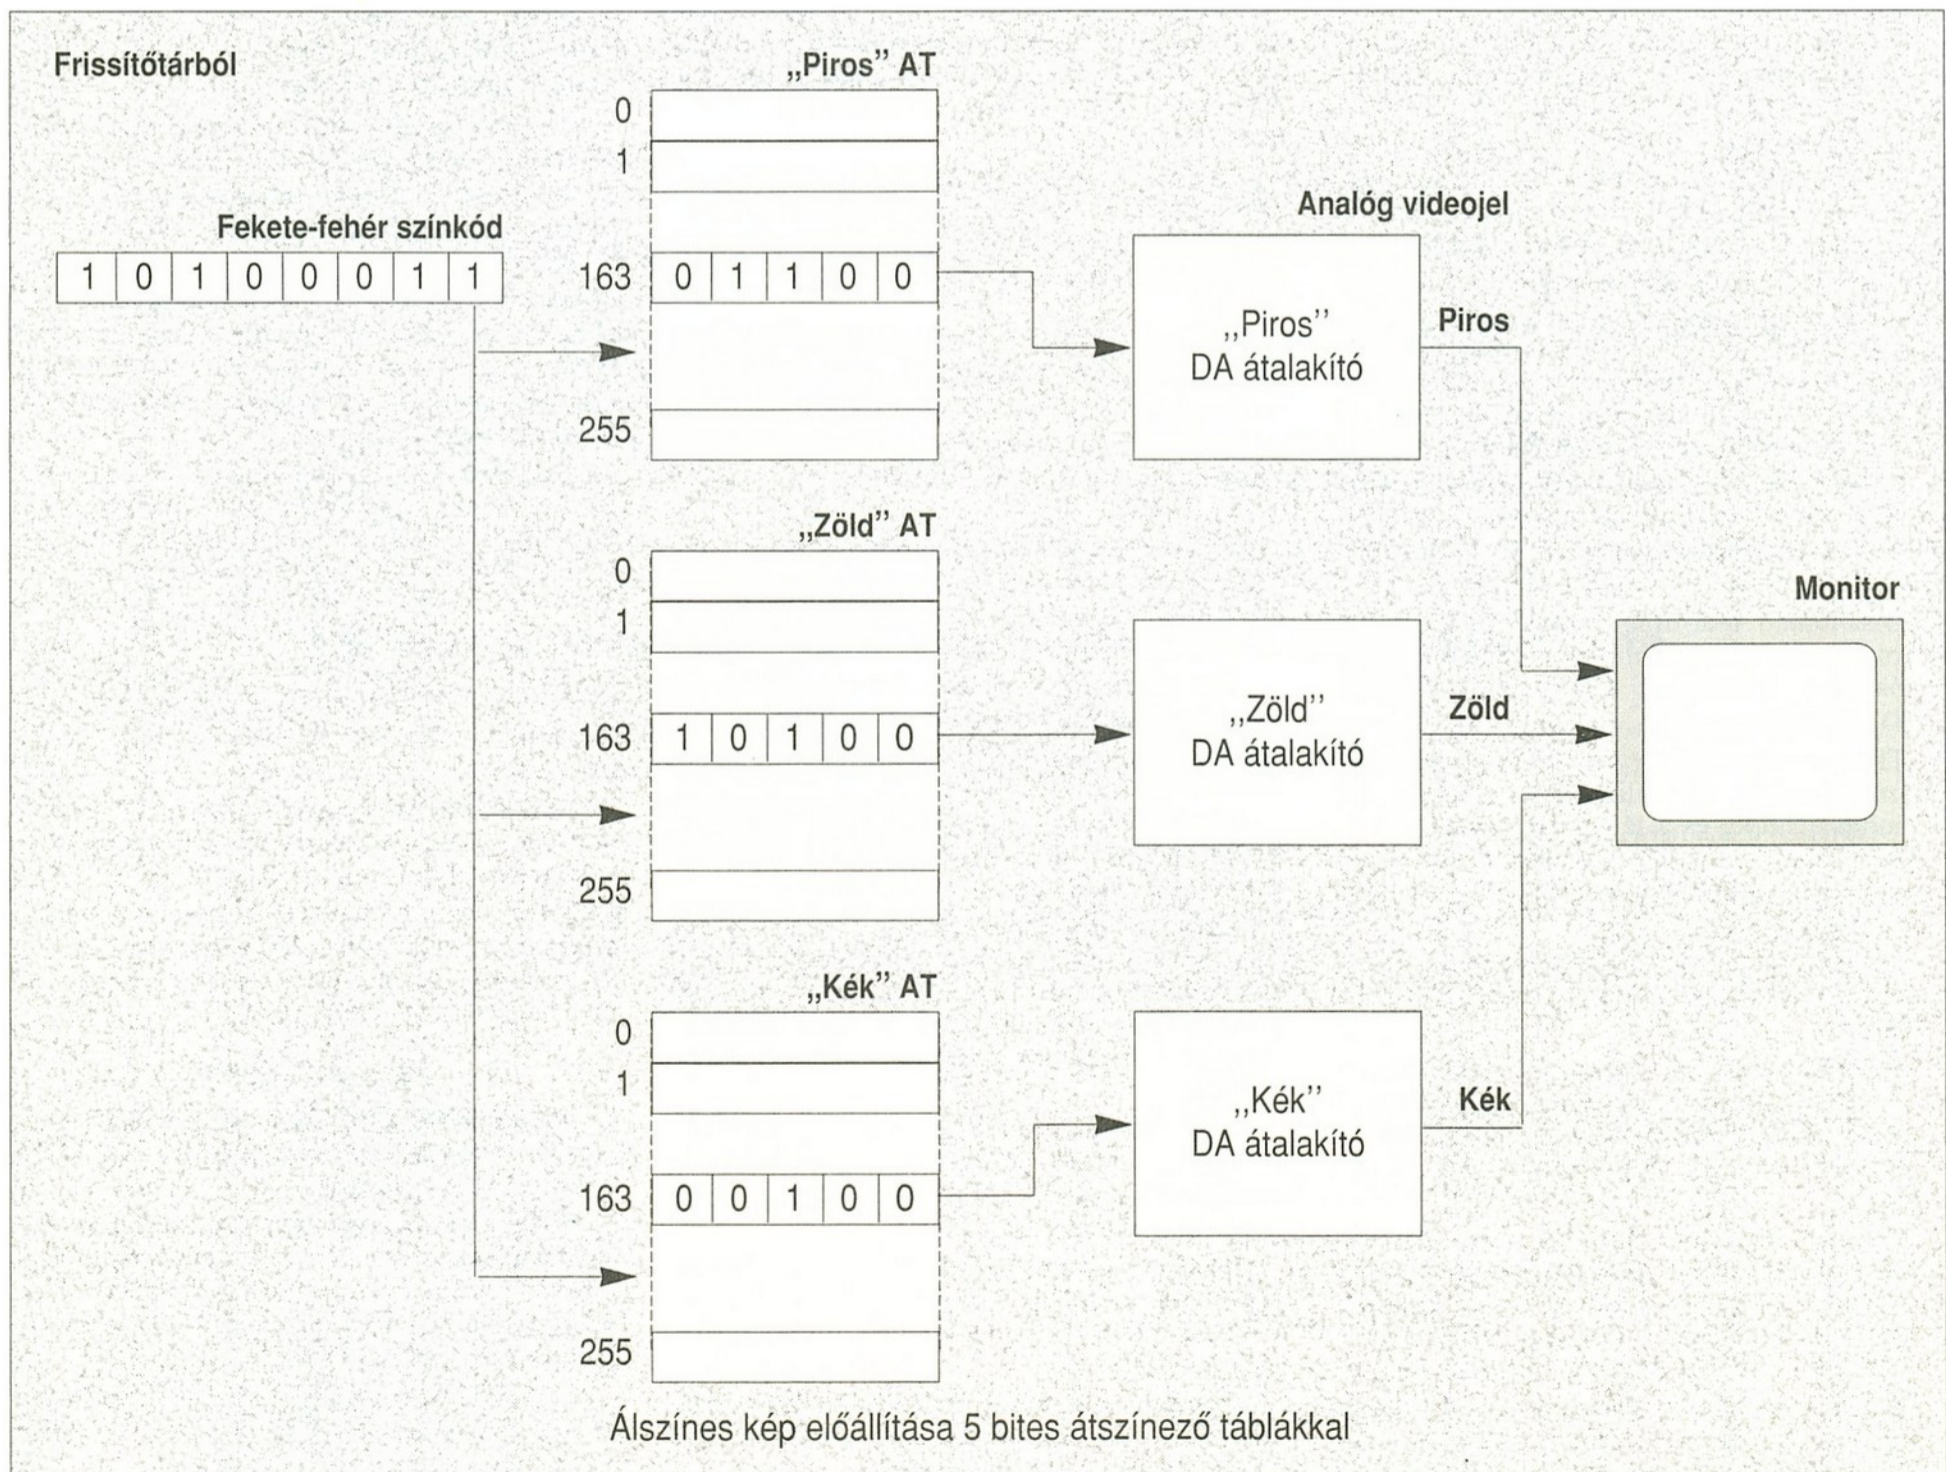 Frissítőtárból
„Piros” AT
0
1
Analóg videojel
Fekete-fehér színkód
1 0 1 0 0 0 1 1
163 0 1 1 0 0
„Piros”
DA átalakító
Piros
255
„Zöld” AT
0
1
Monitor
163 1 0 1 0 0
„Zöld”
DA átalakító
Zöld
255
„Kék” AT
0
1
„Kék”
DA átalakító
Kék
163 0 0 1 0 0
255
Álszínes kép előállítása 5 bites átszínező táblákkal